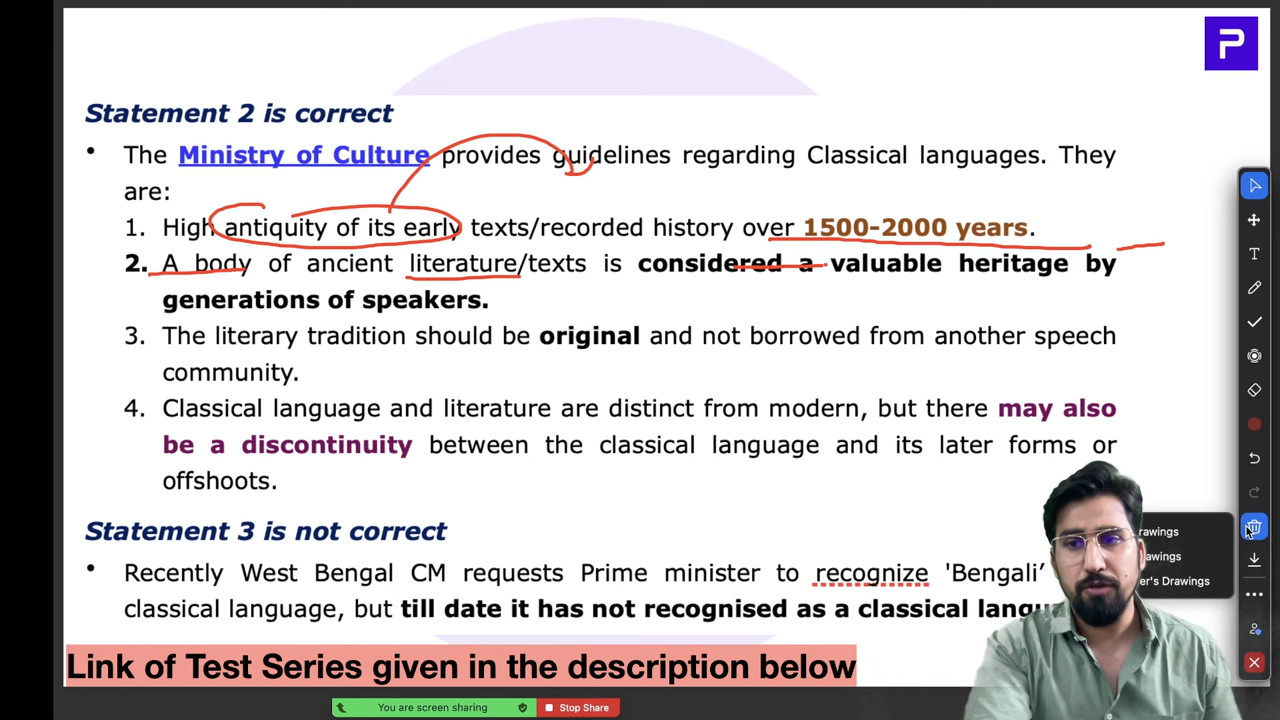 P
Statement 2 is correct
• The Ministry of Culture provides guidelines regarding Classical languages. They
are:
1. High antiquity of its early texts/recorded history over 1500-2000 years.
2. A body of ancient literature/texts is considered a valuable heritage by
generations of speakers.
3. The literary tradition should be original and not borrowed from another speech
community.
4. Classical language and literature are distinct from modern, but there may also
be a discontinuity between the classical language and its later forms or
offshoots.
rawings
awings
er's Drawings
Statement 3 is not correct
• Recently West Bengal CM requests Prime minister to recognize 'Bengali’
classical language, but till date it has not recognised as a classical langu
Link of Test Series given in the description below
You are screen sharing
Stop Share